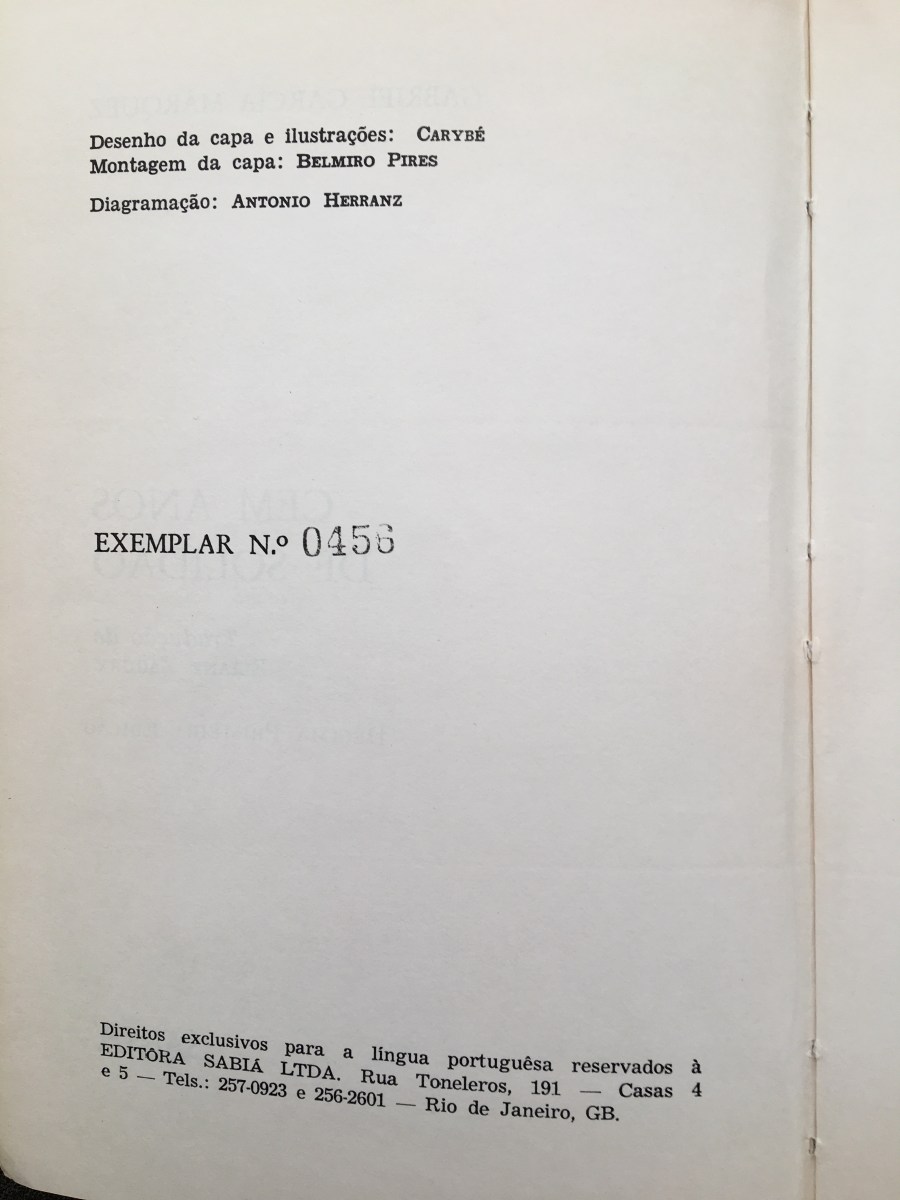 Desenho da capa e ilustrações: CARYBÉ
Montagem da capa: BELMIRO PIRES
Diagramação: ANTONIO HERRANZ
EXEMPLAR N.º 0456
Direitos exclusivos para a língua portuguêsa reservados à
EDITÔRA SABIÁ LTDA. Rua Toneleros, 191 — Casas 4
e 5 — Tels.: 257-0923 e 256-2601 — Rio de Janeiro, GB.